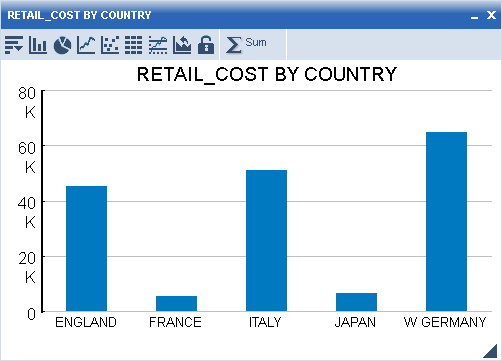 RETAIL_COST BY COUNTRY
Sum
RETAIL_COST BY COUNTRY
80
K
60
K
40
K
20
K
0
ENGLAND FRANCE ITALY JAPAN W GERMANY